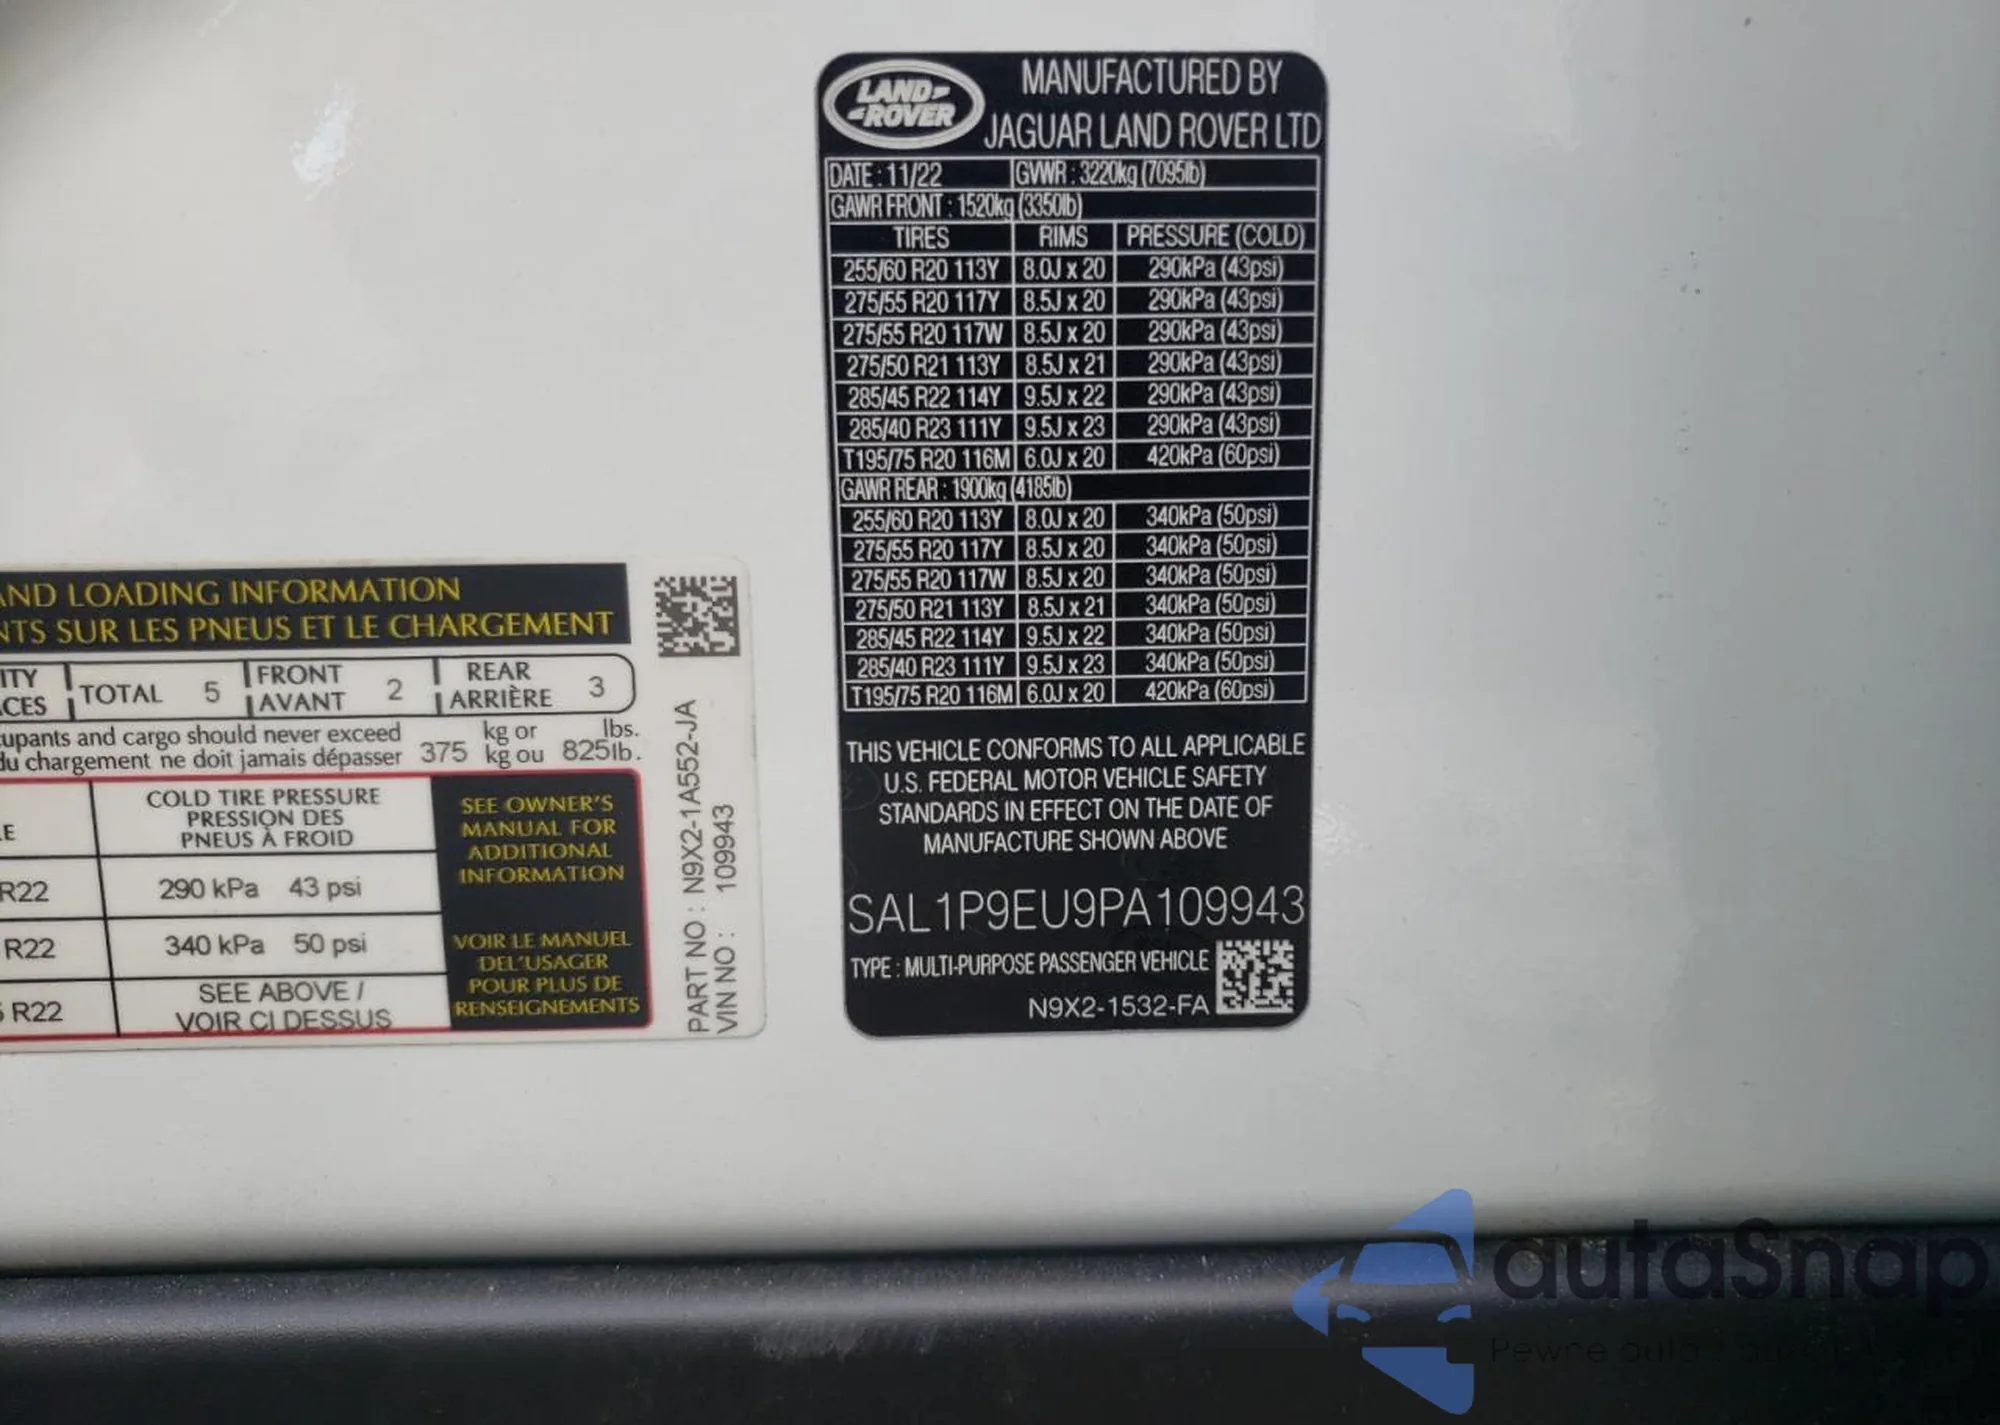 AND LOADING INFORMATION
NTS SUR LES PNEUS ET LE CHARGEMENT
ITY
ACES
TOTAL 5
FRONT
AVANT 2
REAR
ARRIÈRE 3
cupants and cargo should never exceed
du chargement ne doit jamais dépasser
375 kg or
kg ou
825lb. lbs.
COLD TIRE PRESSURE
PRESSION DES
PNEUS À FROID
R22 290 kPa 43 psi
R22 340 kPa 50 psi
R22 SEE ABOVE /
VOIR CI DESSUS
SEE OWNER'S
MANUAL FOR
ADDITIONAL
INFORMATION
VOIR LE MANUEL
DEL'USAGER
POUR PLUS DE
RENSEIGNEMENTS
PART NO : N9X2-1A552-JA
VIN NO : 109943
LAND-
-ROVER
MANUFACTURED BY
JAGUAR LAND ROVER LTD
DATE : 11/22 GVWR : 3220kg (7095lb)
GAWR FRONT : 1520kg (3350lb)
TIRES RIMS PRESSURE (COLD)
255/60 R20 113Y 8.0J x 20 290kPa (43psi)
275/55 R20 117Y 8.5J x 20 290kPa (43psi)
275/55 R20 117W 8.5J x 20 290kPa (43psi)
275/50 R21 113Y 8.5J x 21 290kPa (43psi)
285/45 R22 114Y 9.5J x 22 290kPa (43psi)
285/40 R23 111Y 9.5J x 23 290kPa (43psi)
T195/75 R20 116M 6.0J x 20 420kPa (60psi)
GAWR REAR : 1900kg (4185lb)
255/60 R20 113Y 8.0J x 20 340kPa (50psi)
275/55 R20 117Y 8.5J x 20 340kPa (50psi)
275/55 R20 117W 8.5J x 20 340kPa (50psi)
275/50 R21 113Y 8.5J x 21 340kPa (50psi)
285/45 R22 114Y 9.5J x 22 340kPa (50psi)
285/40 R23 111Y 9.5J x 23 340kPa (50psi)
T195/75 R20 116M 6.0J x 20 420kPa (60psi)
THIS VEHICLE CONFORMS TO ALL APPLICABLE
U.S. FEDERAL MOTOR VEHICLE SAFETY
STANDARDS IN EFFECT ON THE DATE OF
MANUFACTURE SHOWN ABOVE
SAL1P9EU9PA109943
TYPE : MULTI-PURPOSE PASSENGER VEHICLE
N9X2-1532-FA
autaSnap
Pewne auto